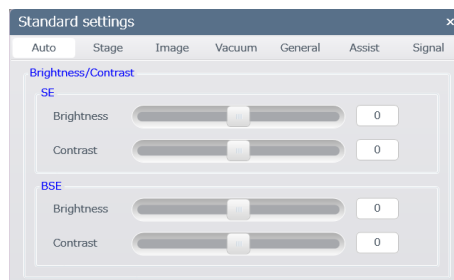 Standard settings ×
Auto Stage Image Vacuum General Assist Signal
Brightness/Contrast
SE
Brightness 0
Contrast 0
BSE
Brightness 0
Contrast 0